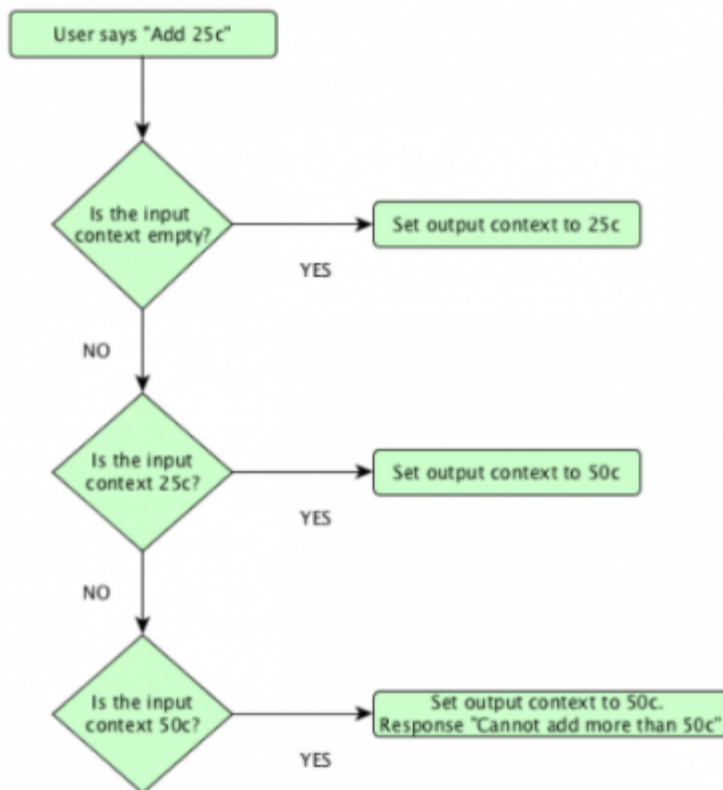 User says "Add 25c"
Is the input
context empty?
Set output context to 25c
YES
NO
Is the input
context 25c?
Set output context to 50c
YES
NO
Is the input
context 50c?
Set output context to 50c.
Response "Cannot add more than 50c"
YES